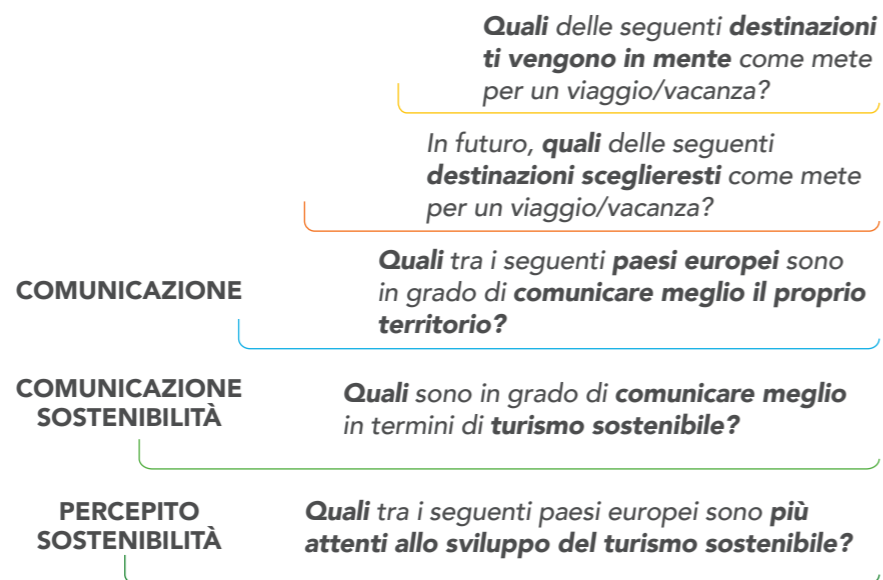 Quali delle seguenti destinazioni
ti vengono in mente come mete
per un viaggio/vacanza?
In futuro, quali delle seguenti
destinazioni sceglieresti come mete
per un viaggio/vacanza?
COMUNICAZIONE
Quali tra i seguenti paesi europei sono
in grado di comunicare meglio il proprio
territorio?
COMUNICAZIONE
SOSTENIBILITÀ
Quali sono in grado di comunicare meglio
in termini di turismo sostenibile?
PERCEPITO
SOSTENIBILITÀ
Quali tra i seguenti paesi europei sono più
attenti allo sviluppo del turismo sostenibile?